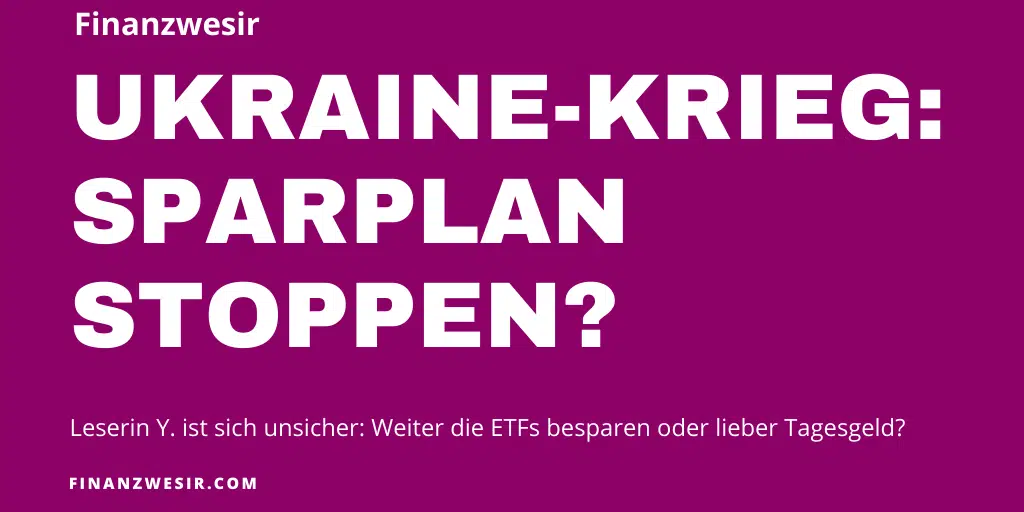 Finanzwesir
UKRAINE-KRIEG:
SPARPLAN
STOPPEN?
Leserin Y. ist sich unsicher: Weiter die ETFs besparen oder lieber Tagesgeld?
FINANZWESIR.COM